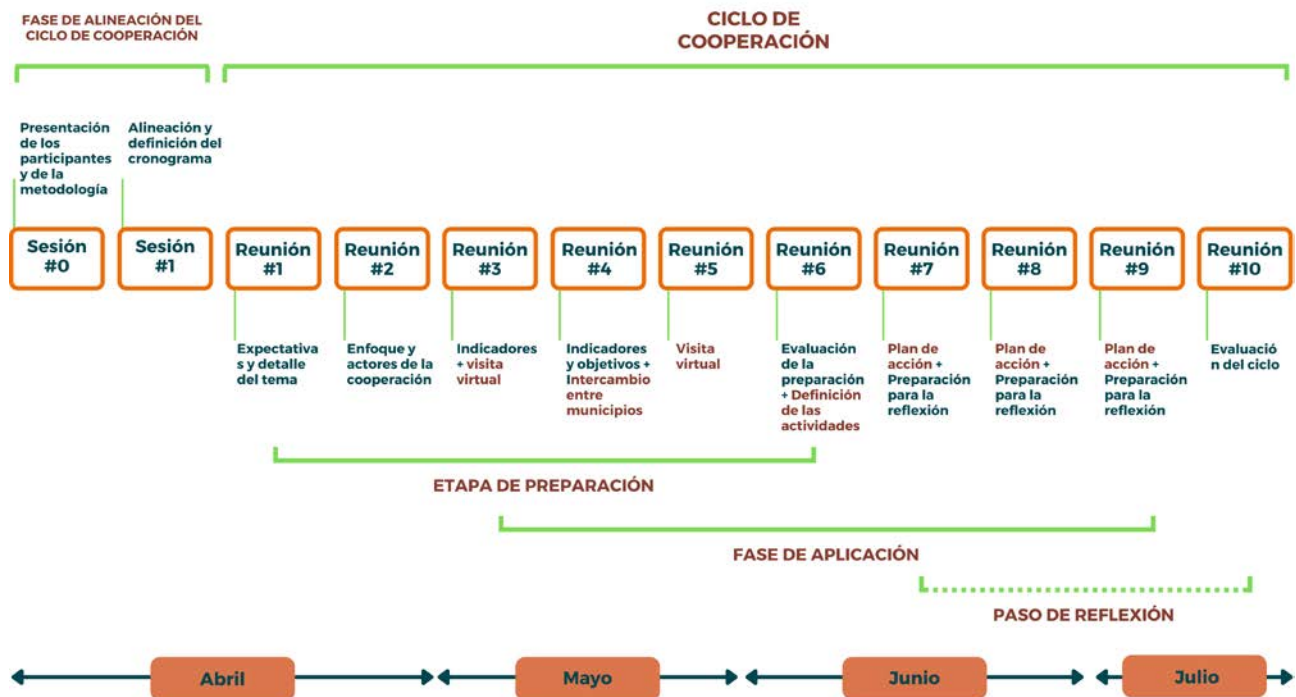 FASE DE ALINEACIÓN DEL
CICLO DE COOPERACIÓN
CICLO DE
COOPERACIÓN
Presentación
de los
participantes
y de la
metodología
Alineación y
definición del
cronograma
Sesión
#0
Sesión
#1
Reunión
#1
Reunión
#2
Reunión
#3
Reunión
#4
Reunión
#5
Reunión
#6
Reunión
#7
Reunión
#8
Reunión
#9
Reunión
#10
Expectativa
s y detalle
del tema
Enfoque y
actores de la
cooperación
Indicadores
+ visita
virtual
Indicadores
y objetivos +
Intercambio
entre
municipios
Visita
virtual
Evaluación
de la
preparación
+ Definición
de las
actividades
Plan de
acción +
Preparación
para la
reflexión
Plan de
acción +
Preparación
para la
reflexión
Plan de
acción +
Preparación
para la
reflexión
Evaluació
n del ciclo
ETAPA DE PREPARACIÓN
FASE DE APLICACIÓN
PASO DE REFLEXIÓN
Abril
Mayo
Junio
Julio